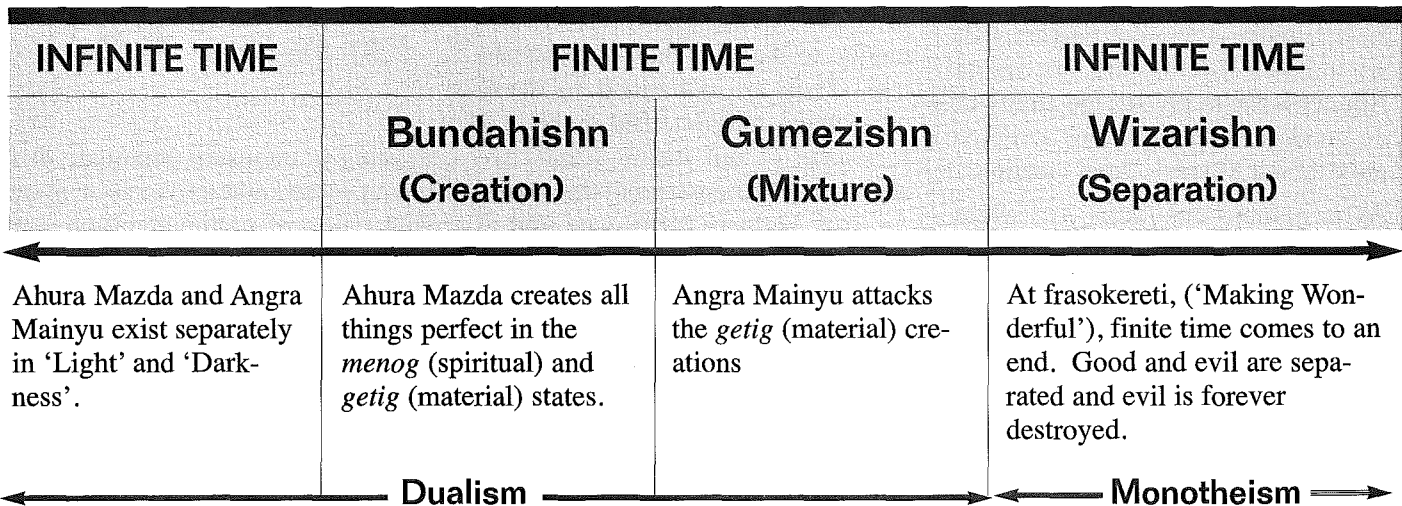 INFINITE TIME
FINITE TIME
INFINITE TIME
Bundahishn
(Creation)
Gumezishn
(Mixture)
Wizarishn
(Separation)
Ahura Mazda and Angra
Mainyu exist separately
in ‘Light’ and ‘Dark-
ness’.
Ahura Mazda creates all
things perfect in the
menog (spiritual) and
getig (material) states.
Angra Mainyu attacks
the getig (material) cre-
ations
At frasokereti, (‘Making Won-
derful’), finite time comes to an
end. Good and evil are sepa-
rated and evil is forever
destroyed.
Dualism
Monotheism